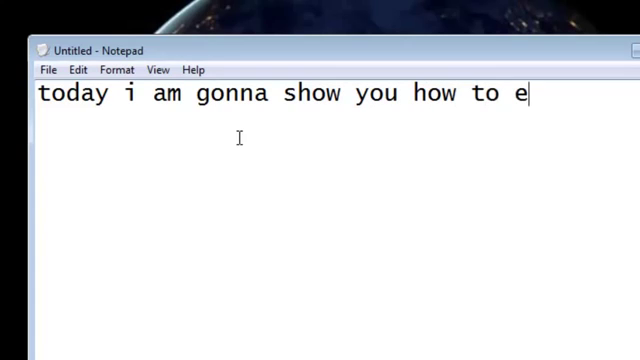 Untitled - Notepad
File Edit Format View Help
today i am gonna show you how to e